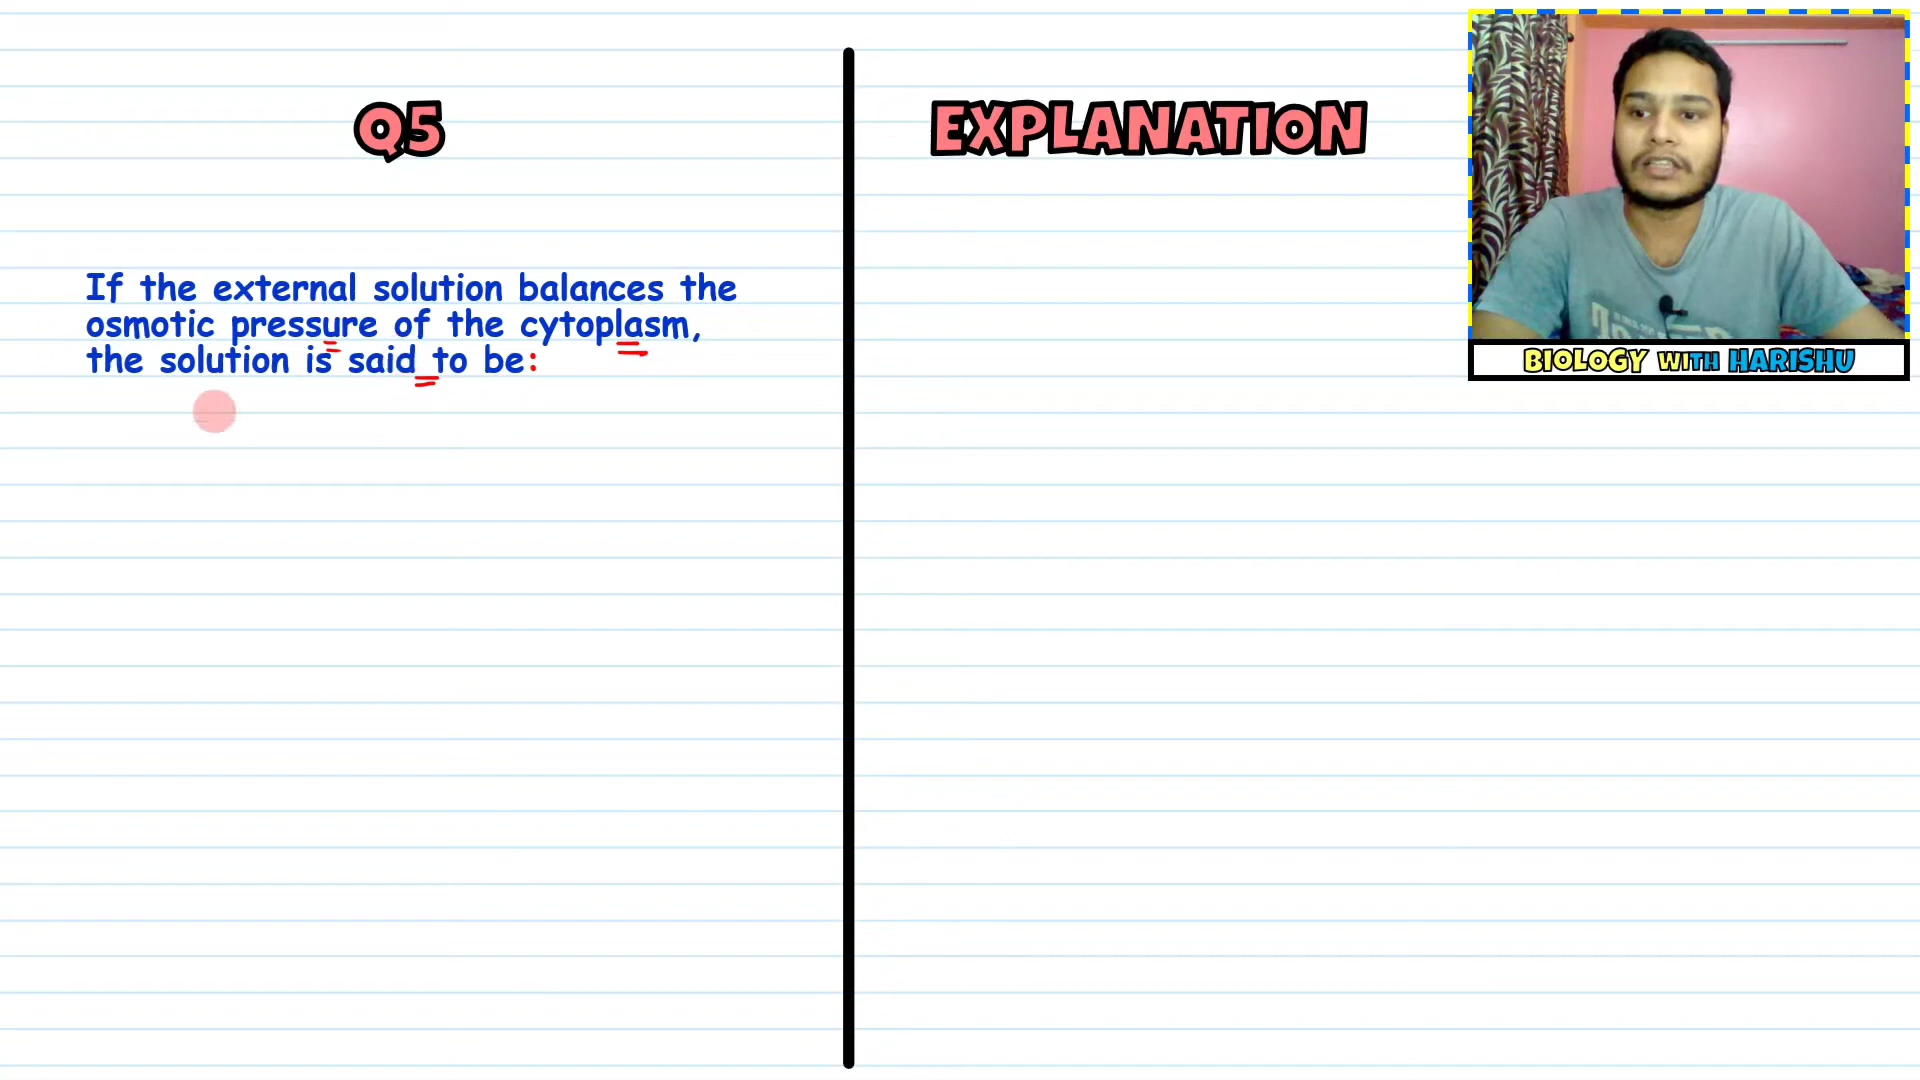 Q5
EXPLANATION
If the external solution balances the
osmotic pressure of the cytoplasm,
the solution is said to be:
BIOLOGY WITH HARISHU